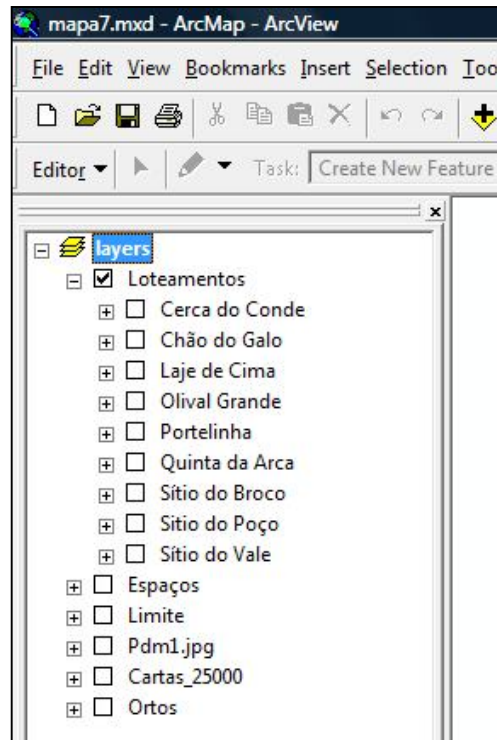 mapa7.mxd - ArcMap - ArcView
File Edit View Bookmarks Insert Selection Too
Editor Task: Create New Feature
layers
Loteamentos
Cerca do Conde
Chão do Galo
Laje de Cima
Olival Grande
Portelinha
Quinta da Arca
Sítio do Broco
Sitio do Poço
Sítio do Vale
Espaços
Limite
Pdm1.jpg
Cartas_25000
Ortos